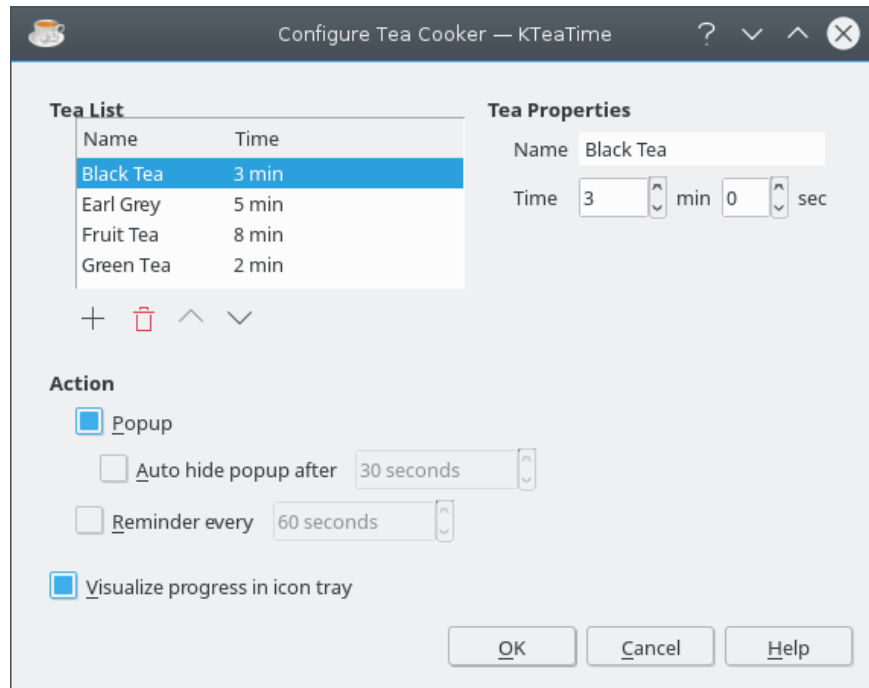 Configure Tea Cooker — KTeaTime
Tea List
Name Time
Black Tea 3 min
Earl Grey 5 min
Fruit Tea 8 min
Green Tea 2 min
Tea Properties
Name Black Tea
Time 3 min 0 sec
Action
Popup
Auto hide popup after 30 seconds
Reminder every 60 seconds
Visualize progress in icon tray
OK Cancel Help